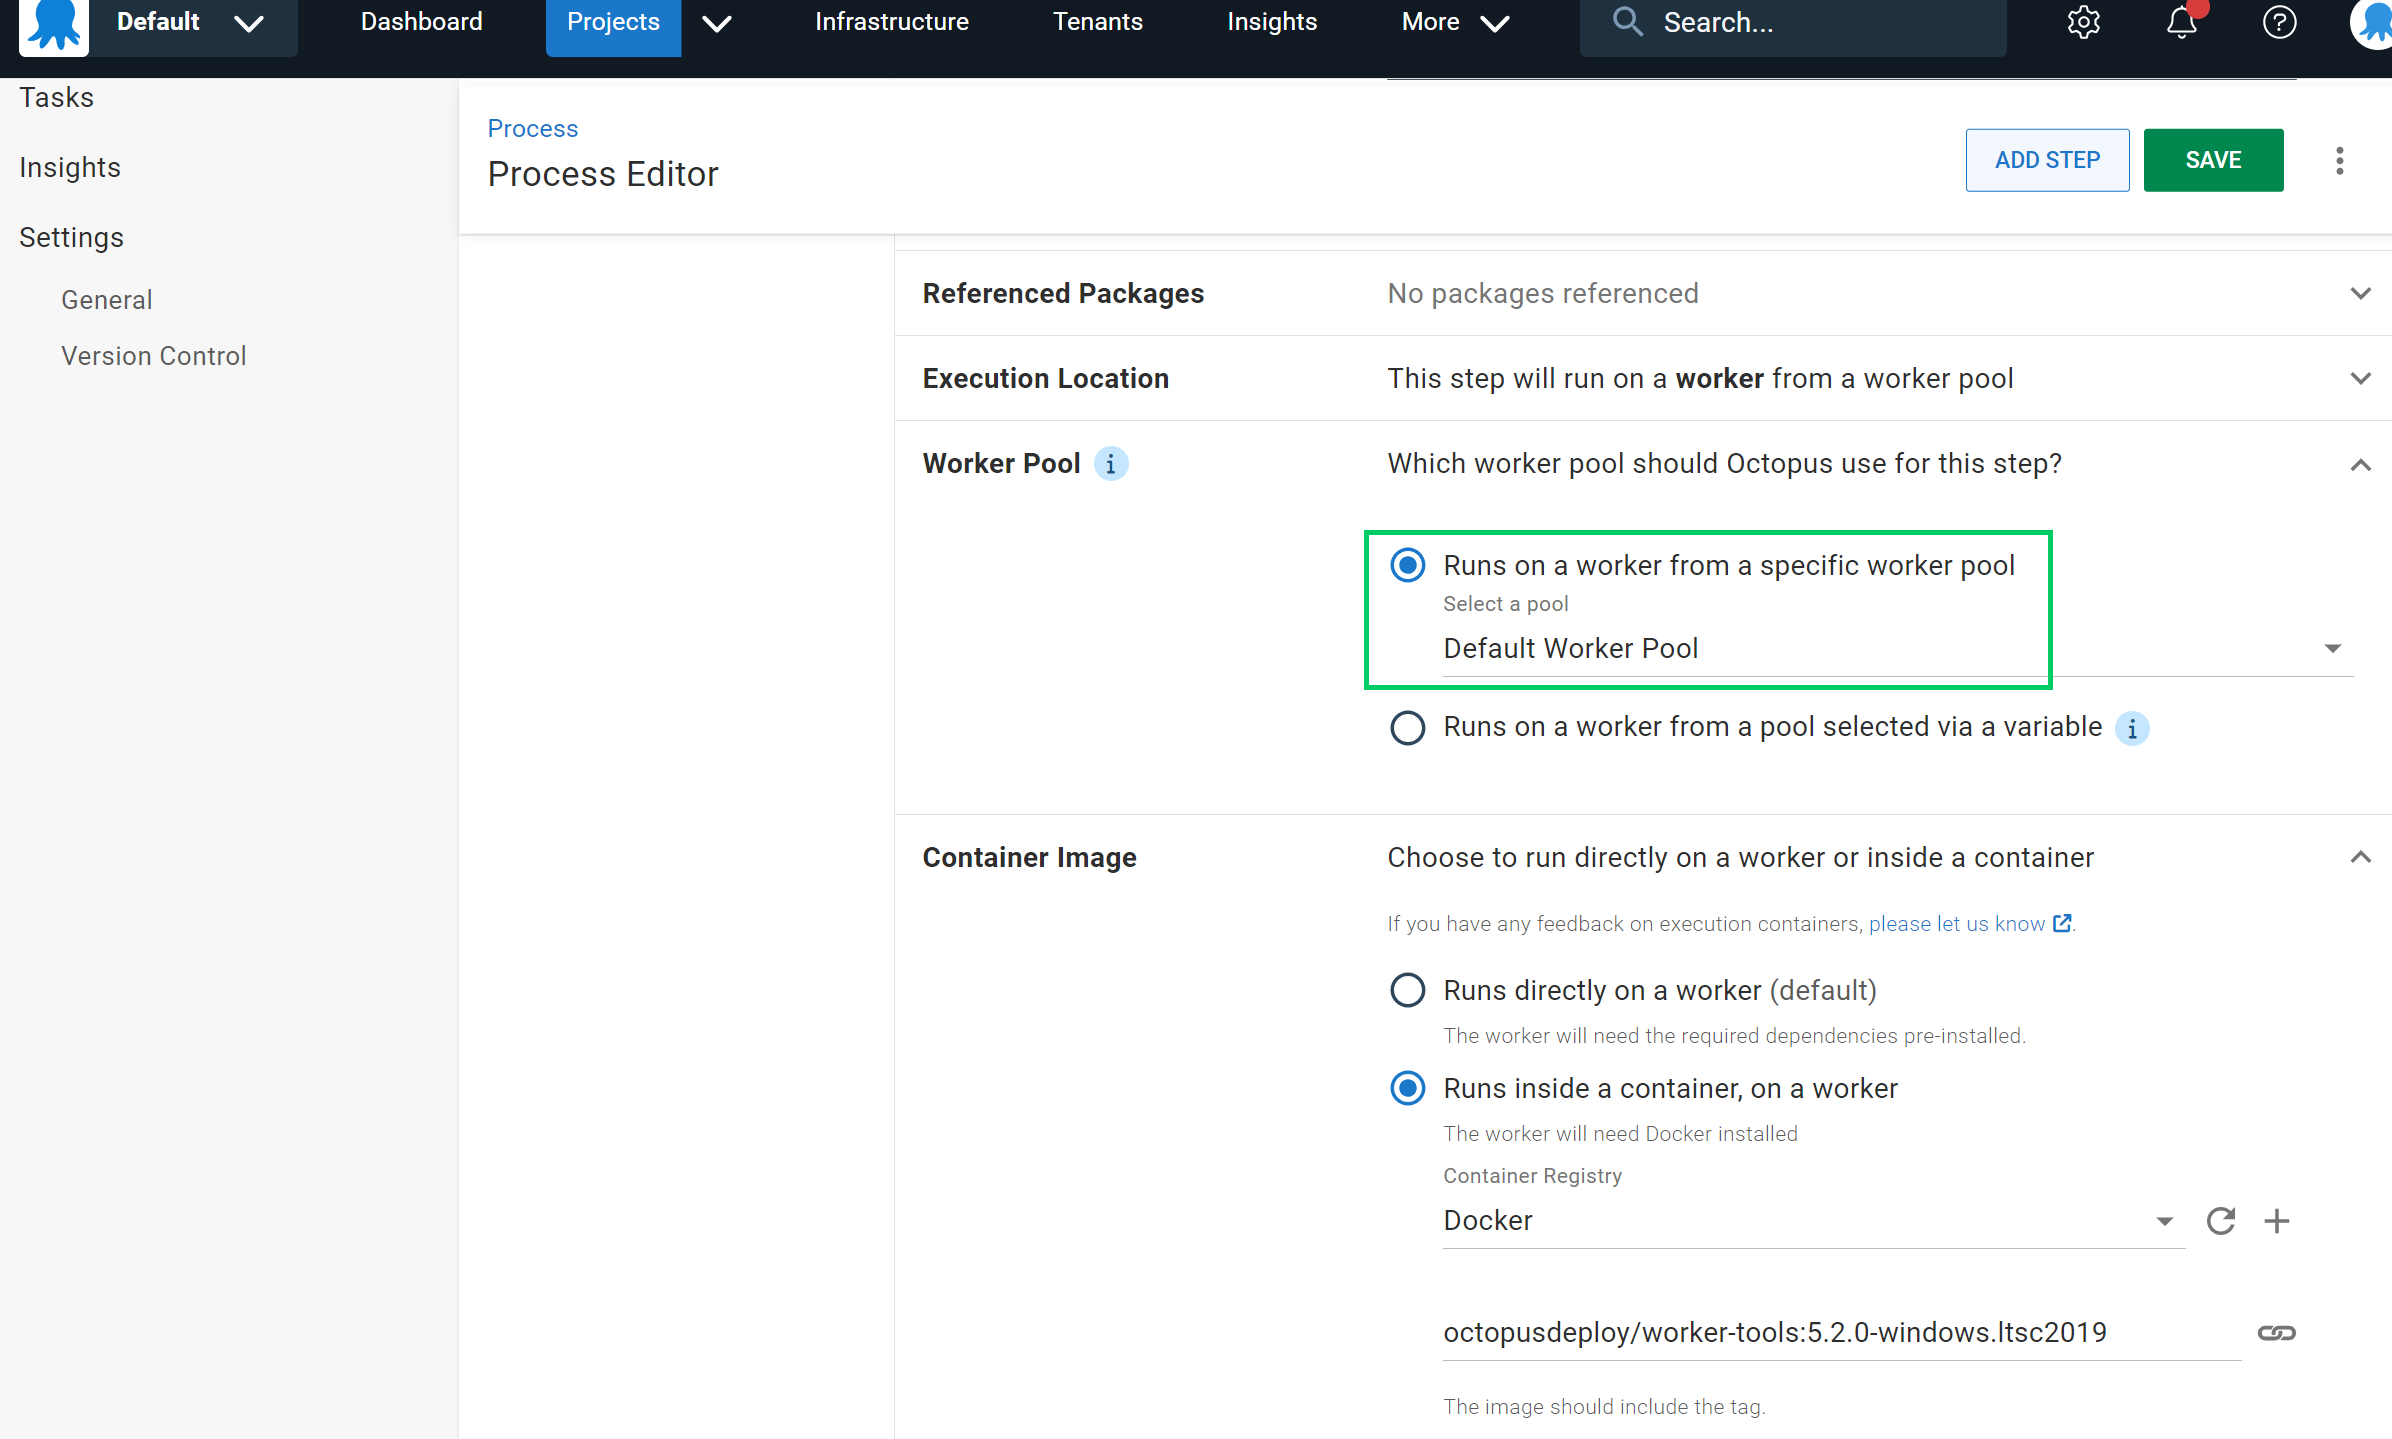 Default
Dashboard
Projects
Infrastructure
Tenants
Insights
More
Search...
Tasks
Insights
Settings
General
Version Control
Process
Process Editor
ADD STEP
SAVE
Referenced Packages
No packages referenced
Execution Location
This step will run on a worker from a worker pool
Worker Pool
Which worker pool should Octopus use for this step?
Runs on a worker from a specific worker pool
Select a pool
Default Worker Pool
Runs on a worker from a pool selected via a variable
Container Image
Choose to run directly on a worker or inside a container
If you have any feedback on execution containers, please let us know.
Runs directly on a worker (default)
The worker will need the required dependencies pre-installed.
Runs inside a container, on a worker
The worker will need Docker installed
Container Registry
Docker
octopusdeploy/worker-tools:5.2.0-windows.ltsc2019
The image should include the tag.